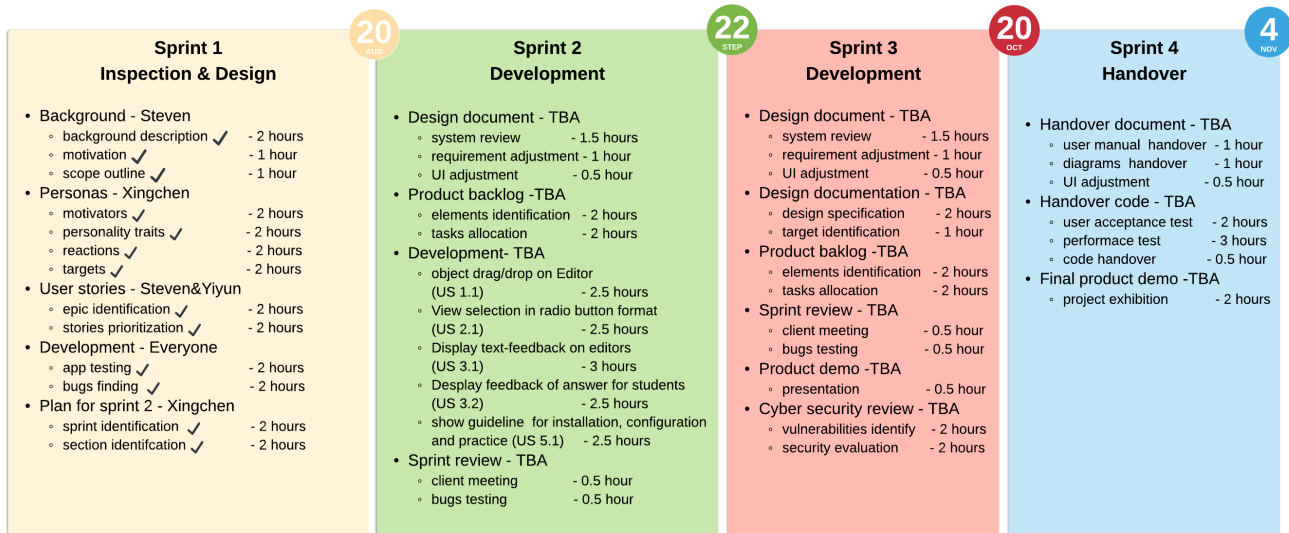 20
AUG
Sprint 1
Inspection & Design
• Background - Steven
◦ background description - 2 hours
◦ motivation - 1 hour
◦ scope outline - 1 hour
• Personas - Xingchen
◦ motivators - 2 hours
◦ personality traits - 2 hours
◦ reactions - 2 hours
◦ targets - 2 hours
• User stories - Steven&Yiyun
◦ epic identification - 2 hours
◦ stories prioritization - 2 hours
• Development - Everyone
◦ app testing - 2 hours
◦ bugs finding - 2 hours
• Plan for sprint 2 - Xingchen
◦ sprint identification - 2 hours
◦ section identifcation - 2 hours
22
STEP
Sprint 2
Development
• Design document - TBA
◦ system review - 1.5 hours
◦ requirement adjustment - 1 hour
◦ UI adjustment - 0.5 hour
• Product backlog -TBA
◦ elements identification - 2 hours
◦ tasks allocation - 2 hours
• Development- TBA
◦ object drag/drop on Editor
(US 1.1) - 2.5 hours
◦ View selection in radio button format
(US 2.1) - 2.5 hours
◦ Display text-feedback on editors
(US 3.1) - 3 hours
◦ Desplay feedback of answer for students
(US 3.2) - 2.5 hours
◦ show guideline for installation, configuration
and practice (US 5.1) - 2.5 hours
• Sprint review - TBA
◦ client meeting - 0.5 hour
◦ bugs testing - 0.5 hour
20
OCT
Sprint 3
Development
• Design document - TBA
◦ system review - 1.5 hours
◦ requirement adjustment - 1 hour
◦ UI adjustment - 0.5 hour
• Design documentation - TBA
◦ design specification - 2 hours
◦ target identification - 1 hour
• Product baklog -TBA
◦ elements identification - 2 hours
◦ tasks allocation - 2 hours
• Sprint review - TBA
◦ client meeting - 0.5 hour
◦ bugs testing - 0.5 hour
• Product demo -TBA
◦ presentation - 0.5 hour
• Cyber security review - TBA
◦ vulnerabilities identify - 2 hours
◦ security evaluation - 2 hours
4
NOV
Sprint 4
Handover
• Handover document - TBA
◦ user manual handover - 1 hour
◦ diagrams handover - 1 hour
◦ UI adjustment - 0.5 hour
• Handover code - TBA
◦ user acceptance test - 2 hours
◦ performace test - 3 hours
◦ code handover - 0.5 hour
• Final product demo -TBA
◦ project exhibition - 2 hours